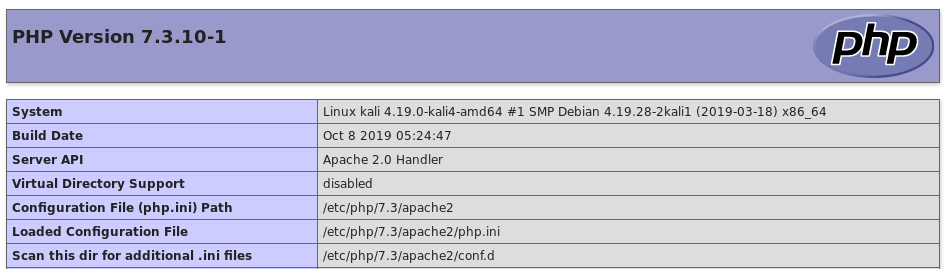 PHP Version 7.3.10-1
php
System Linux kali 4.19.0-kali4-amd64 #1 SMP Debian 4.19.28-2kali1 (2019-03-18) x86_64
Build Date Oct 8 2019 05:24:47
Server API Apache 2.0 Handler
Virtual Directory Support disabled
Configuration File (php.ini) Path /etc/php/7.3/apache2
Loaded Configuration File /etc/php/7.3/apache2/php.ini
Scan this dir for additional .ini files /etc/php/7.3/apache2/conf.d